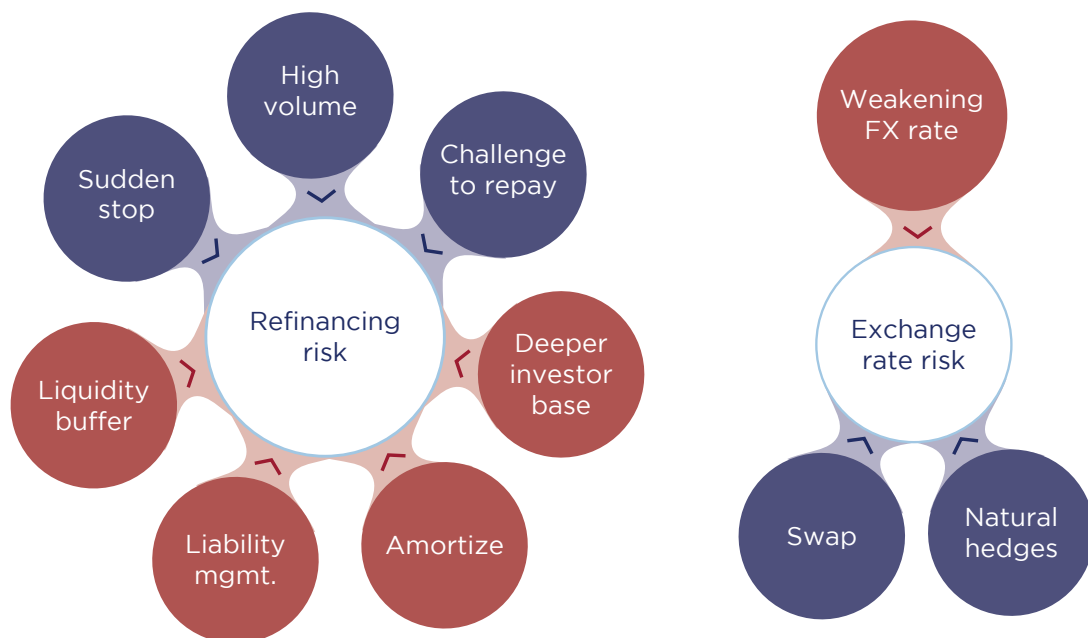 High
volume
Challenge
to repay
Sudden
stop
Refinancing
risk
Deeper
investor
base
Liquidity
buffer
Liability
mgmt.
Amortize
Weakening
FX rate
Exchange
rate risk
Swap
Natural
hedges